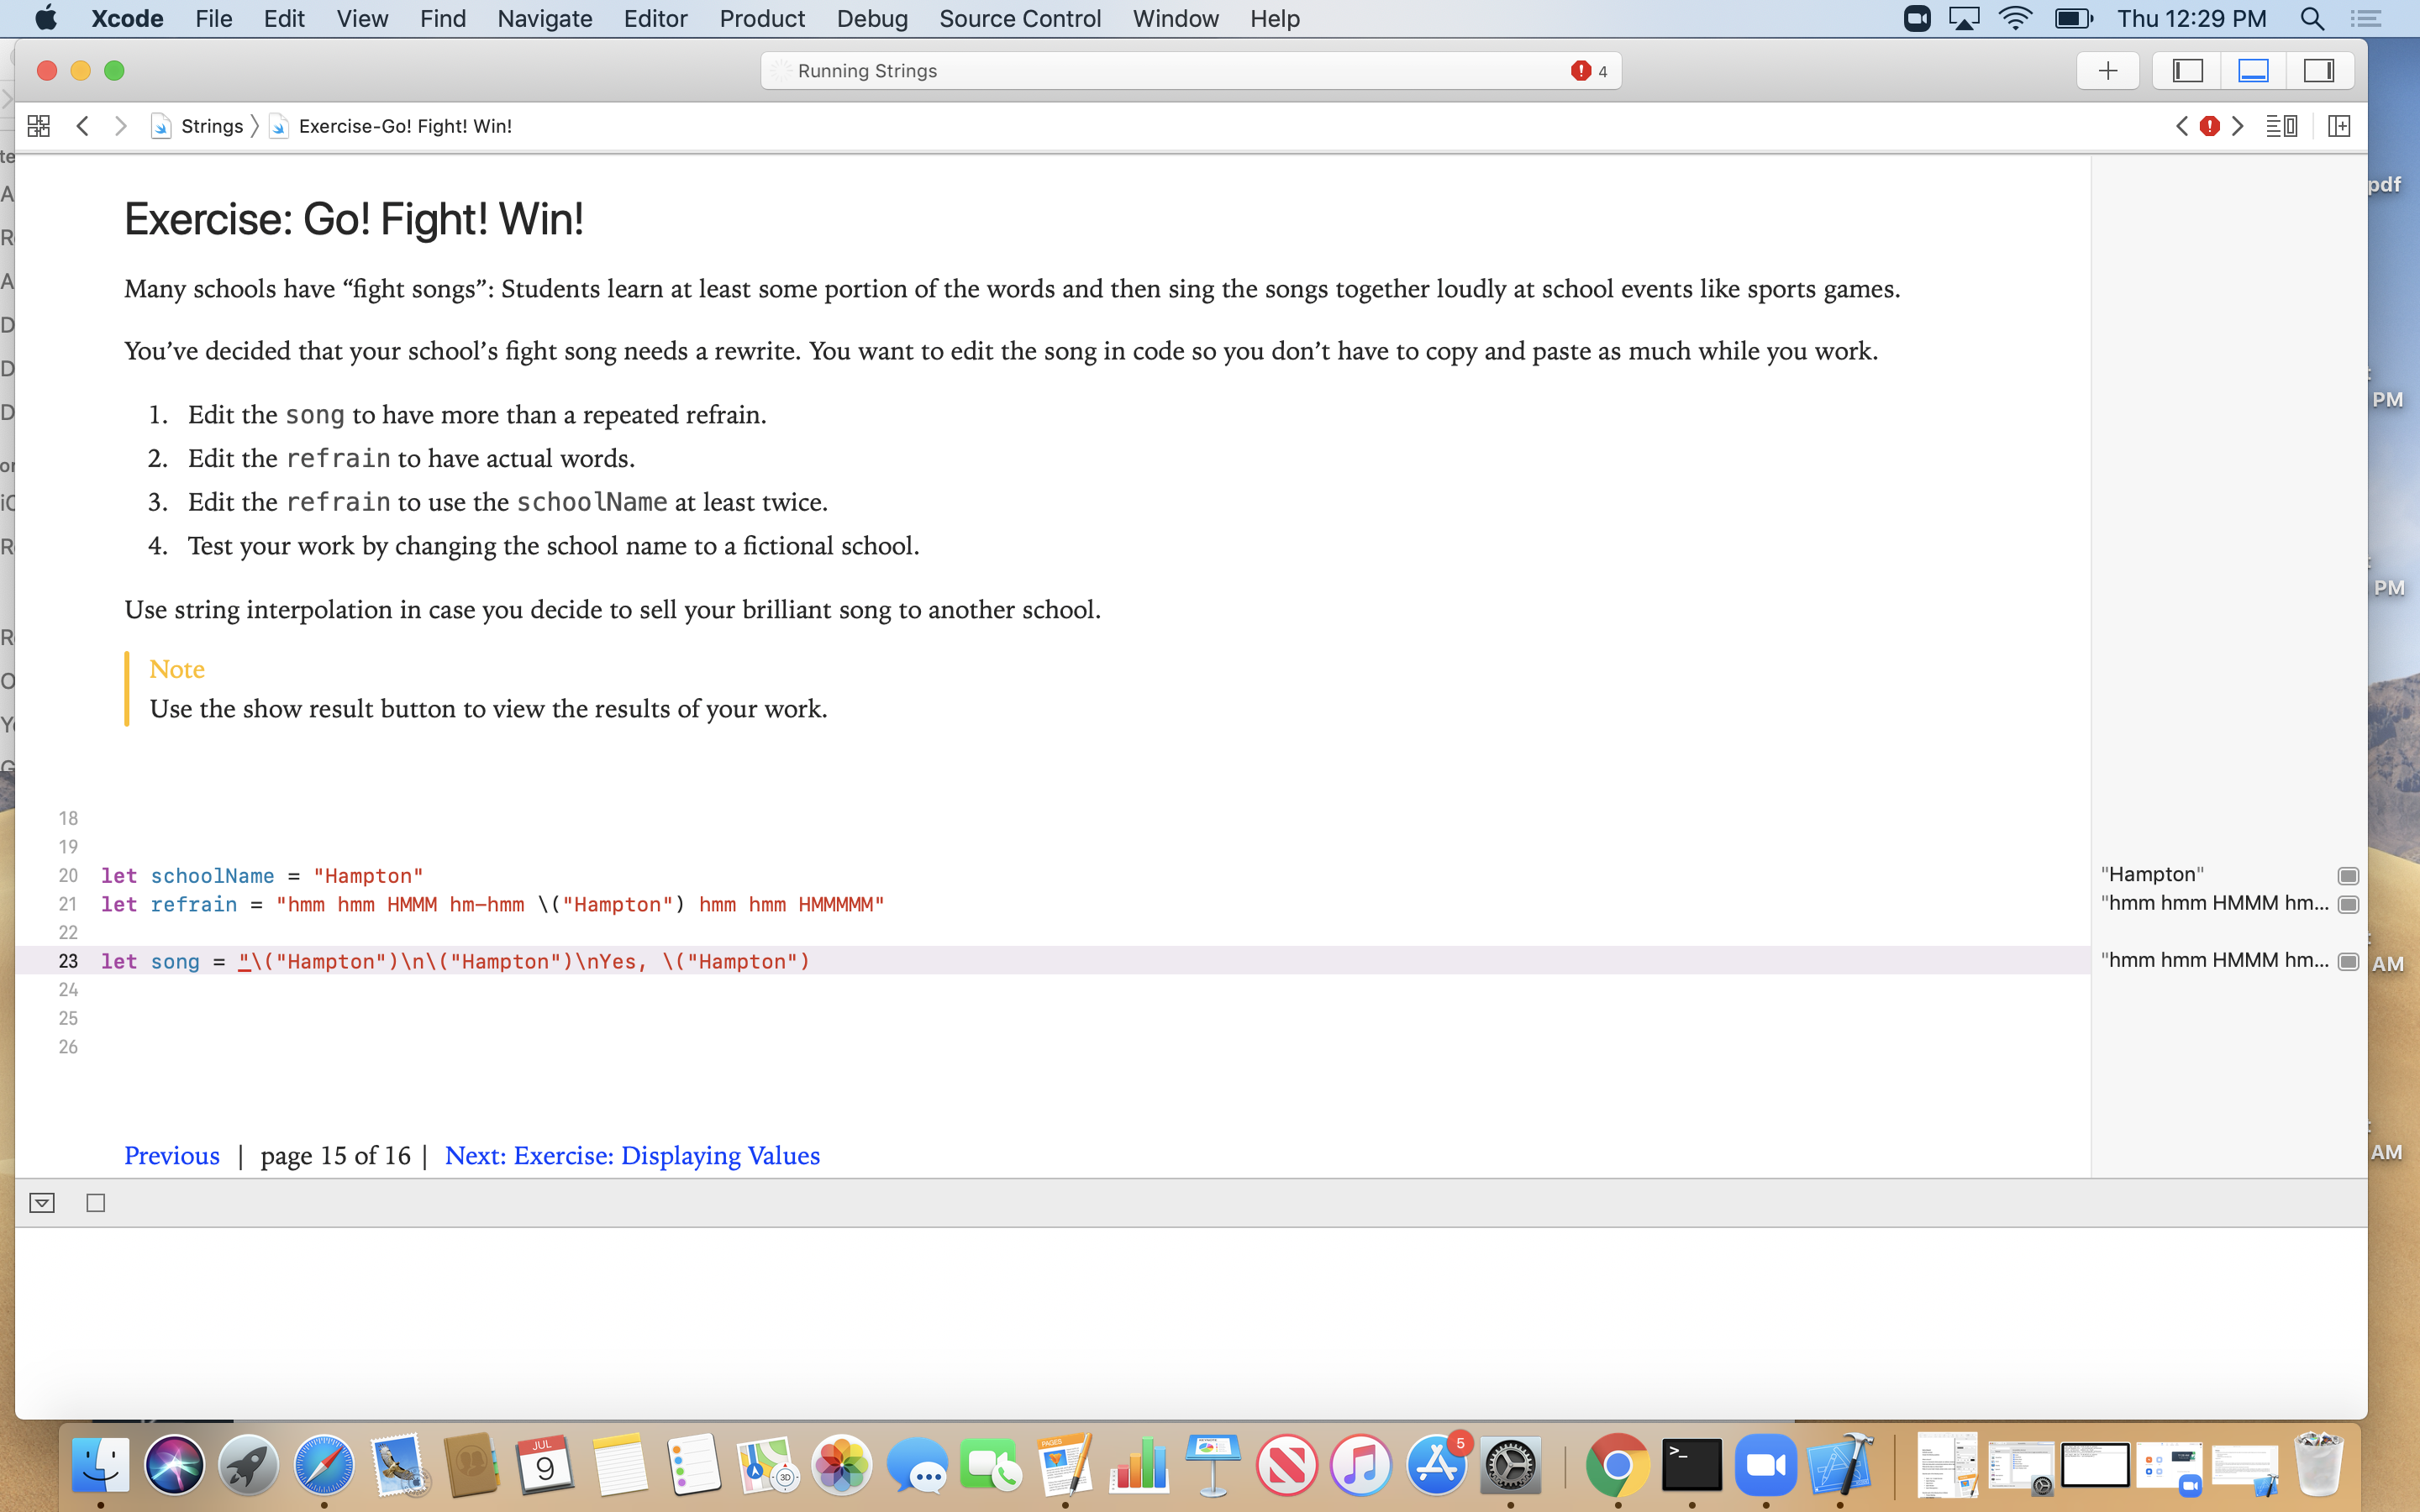 Xcode File Edit View Find Navigate Editor Product Debug Source Control Window Help Thu 12:29 PM
Running Strings 4
Strings Exercise-Go! Fight! Win!
Exercise: Go! Fight! Win!
Many schools have “fight songs”: Students learn at least some portion of the words and then sing the songs together loudly at school events like sports games.
You’ve decided that your school’s fight song needs a rewrite. You want to edit the song in code so you don’t have to copy and paste as much while you work.
1. Edit the song to have more than a repeated refrain.
2. Edit the refrain to have actual words.
3. Edit the refrain to use the schoolName at least twice.
4. Test your work by changing the school name to a fictional school.
Use string interpolation in case you decide to sell your brilliant song to another school.
Note
Use the show result button to view the results of your work.
18
19
20 let schoolName = "Hampton" "Hampton"
21 let refrain = "hmm hmm HMMM hm-hmm \("Hampton") hmm hmm HMMMMM" "hmm hmm HMMM hm...
22
23 let song = "\("Hampton")\n\("Hampton")\nYes, \("Hampton") "hmm hmm HMMM hm...
24
25
26
Previous | page 15 of 16 | Next: Exercise: Displaying Values
pdf
PM
PM
AM
AM
JUL
9
PAGES
3D
5
>_